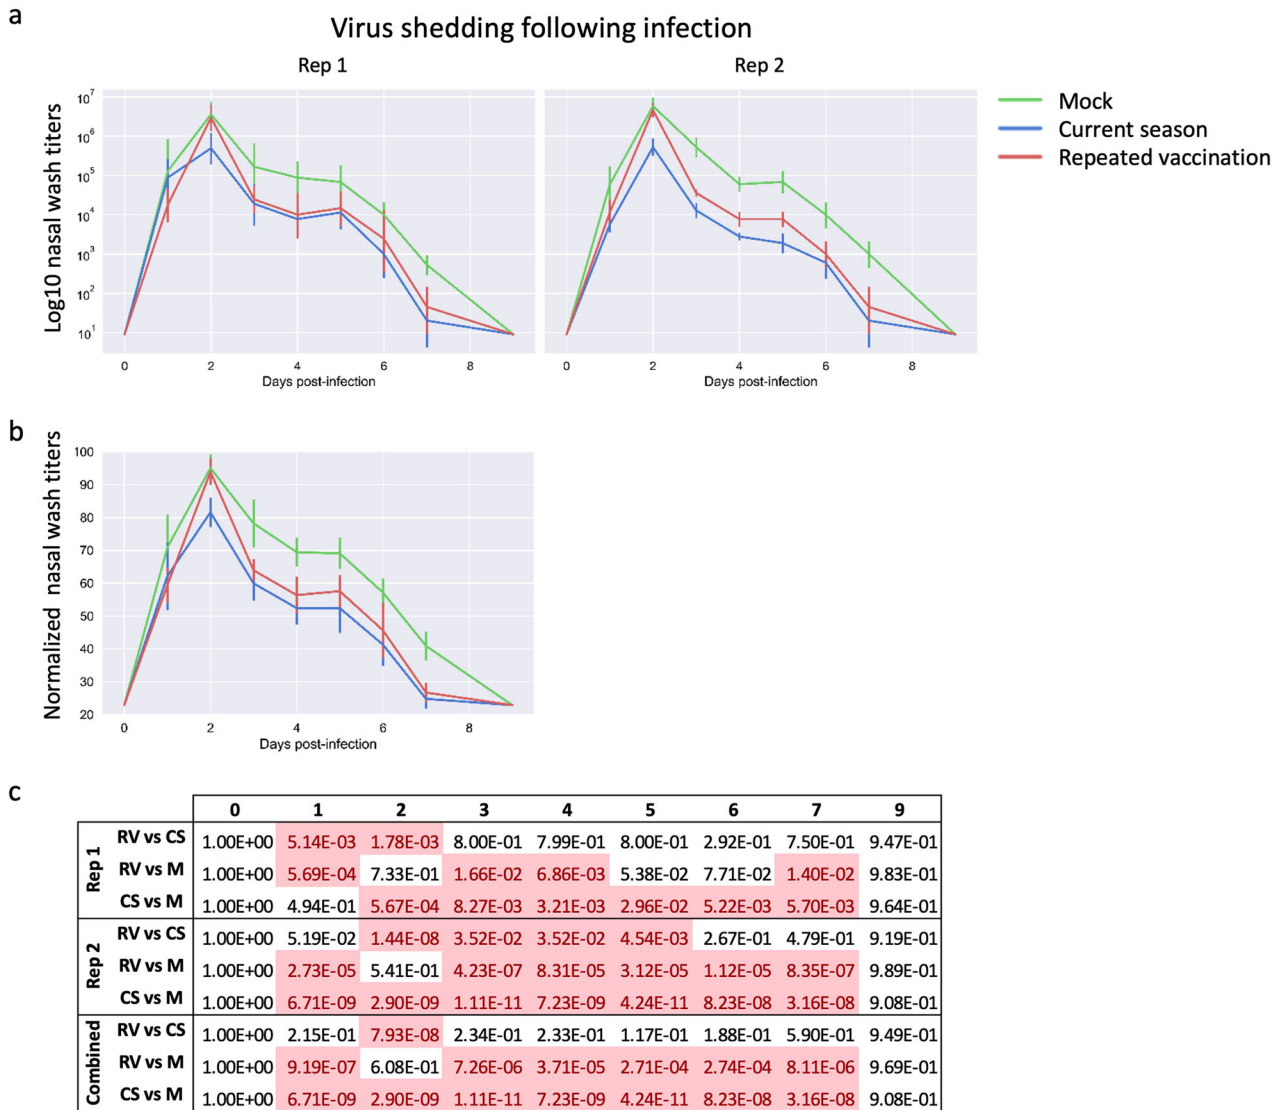 a
Virus shedding following infection
Rep 1
Rep 2
Log10 nasal wash titers
10⁷
10⁶
10⁵
10⁴
10³
10²
10¹
0 2 4 6 8
Days post-infection
0 2 4 6 8
Days post-infection
Mock
Current season
Repeated vaccination
b
Normalized nasal wash titers
100
90
80
70
60
50
40
30
20
0 2 4 6 8
Days post-infection
c
0 1 2 3 4 5 6 7 9
Rep 1
RV vs CS 1.00E+00 5.14E-03 1.78E-03 8.00E-01 7.99E-01 8.00E-01 2.92E-01 7.50E-01 9.47E-01
RV vs M 1.00E+00 5.69E-04 7.33E-01 1.66E-02 6.86E-03 5.38E-02 7.71E-02 1.40E-02 9.83E-01
CS vs M 1.00E+00 4.94E-01 5.67E-04 8.27E-03 3.21E-03 2.96E-02 5.22E-03 5.70E-03 9.64E-01
Rep 2
RV vs CS 1.00E+00 5.19E-02 1.44E-08 3.52E-02 3.52E-02 4.54E-03 2.67E-01 4.79E-01 9.19E-01
RV vs M 1.00E+00 2.73E-05 5.41E-01 4.23E-07 8.31E-05 3.12E-05 1.12E-05 8.35E-07 9.89E-01
CS vs M 1.00E+00 6.71E-09 2.90E-09 1.11E-11 7.23E-09 4.24E-11 8.23E-08 3.16E-08 9.08E-01
Combined
RV vs CS 1.00E+00 2.15E-01 7.93E-08 2.34E-01 2.33E-01 1.17E-01 1.88E-01 5.90E-01 9.49E-01
RV vs M 1.00E+00 9.19E-07 6.08E-01 7.26E-06 3.71E-05 2.71E-04 2.74E-04 8.11E-06 9.69E-01
CS vs M 1.00E+00 6.71E-09 2.90E-09 1.11E-11 7.23E-09 4.24E-11 8.23E-08 3.16E-08 9.08E-01